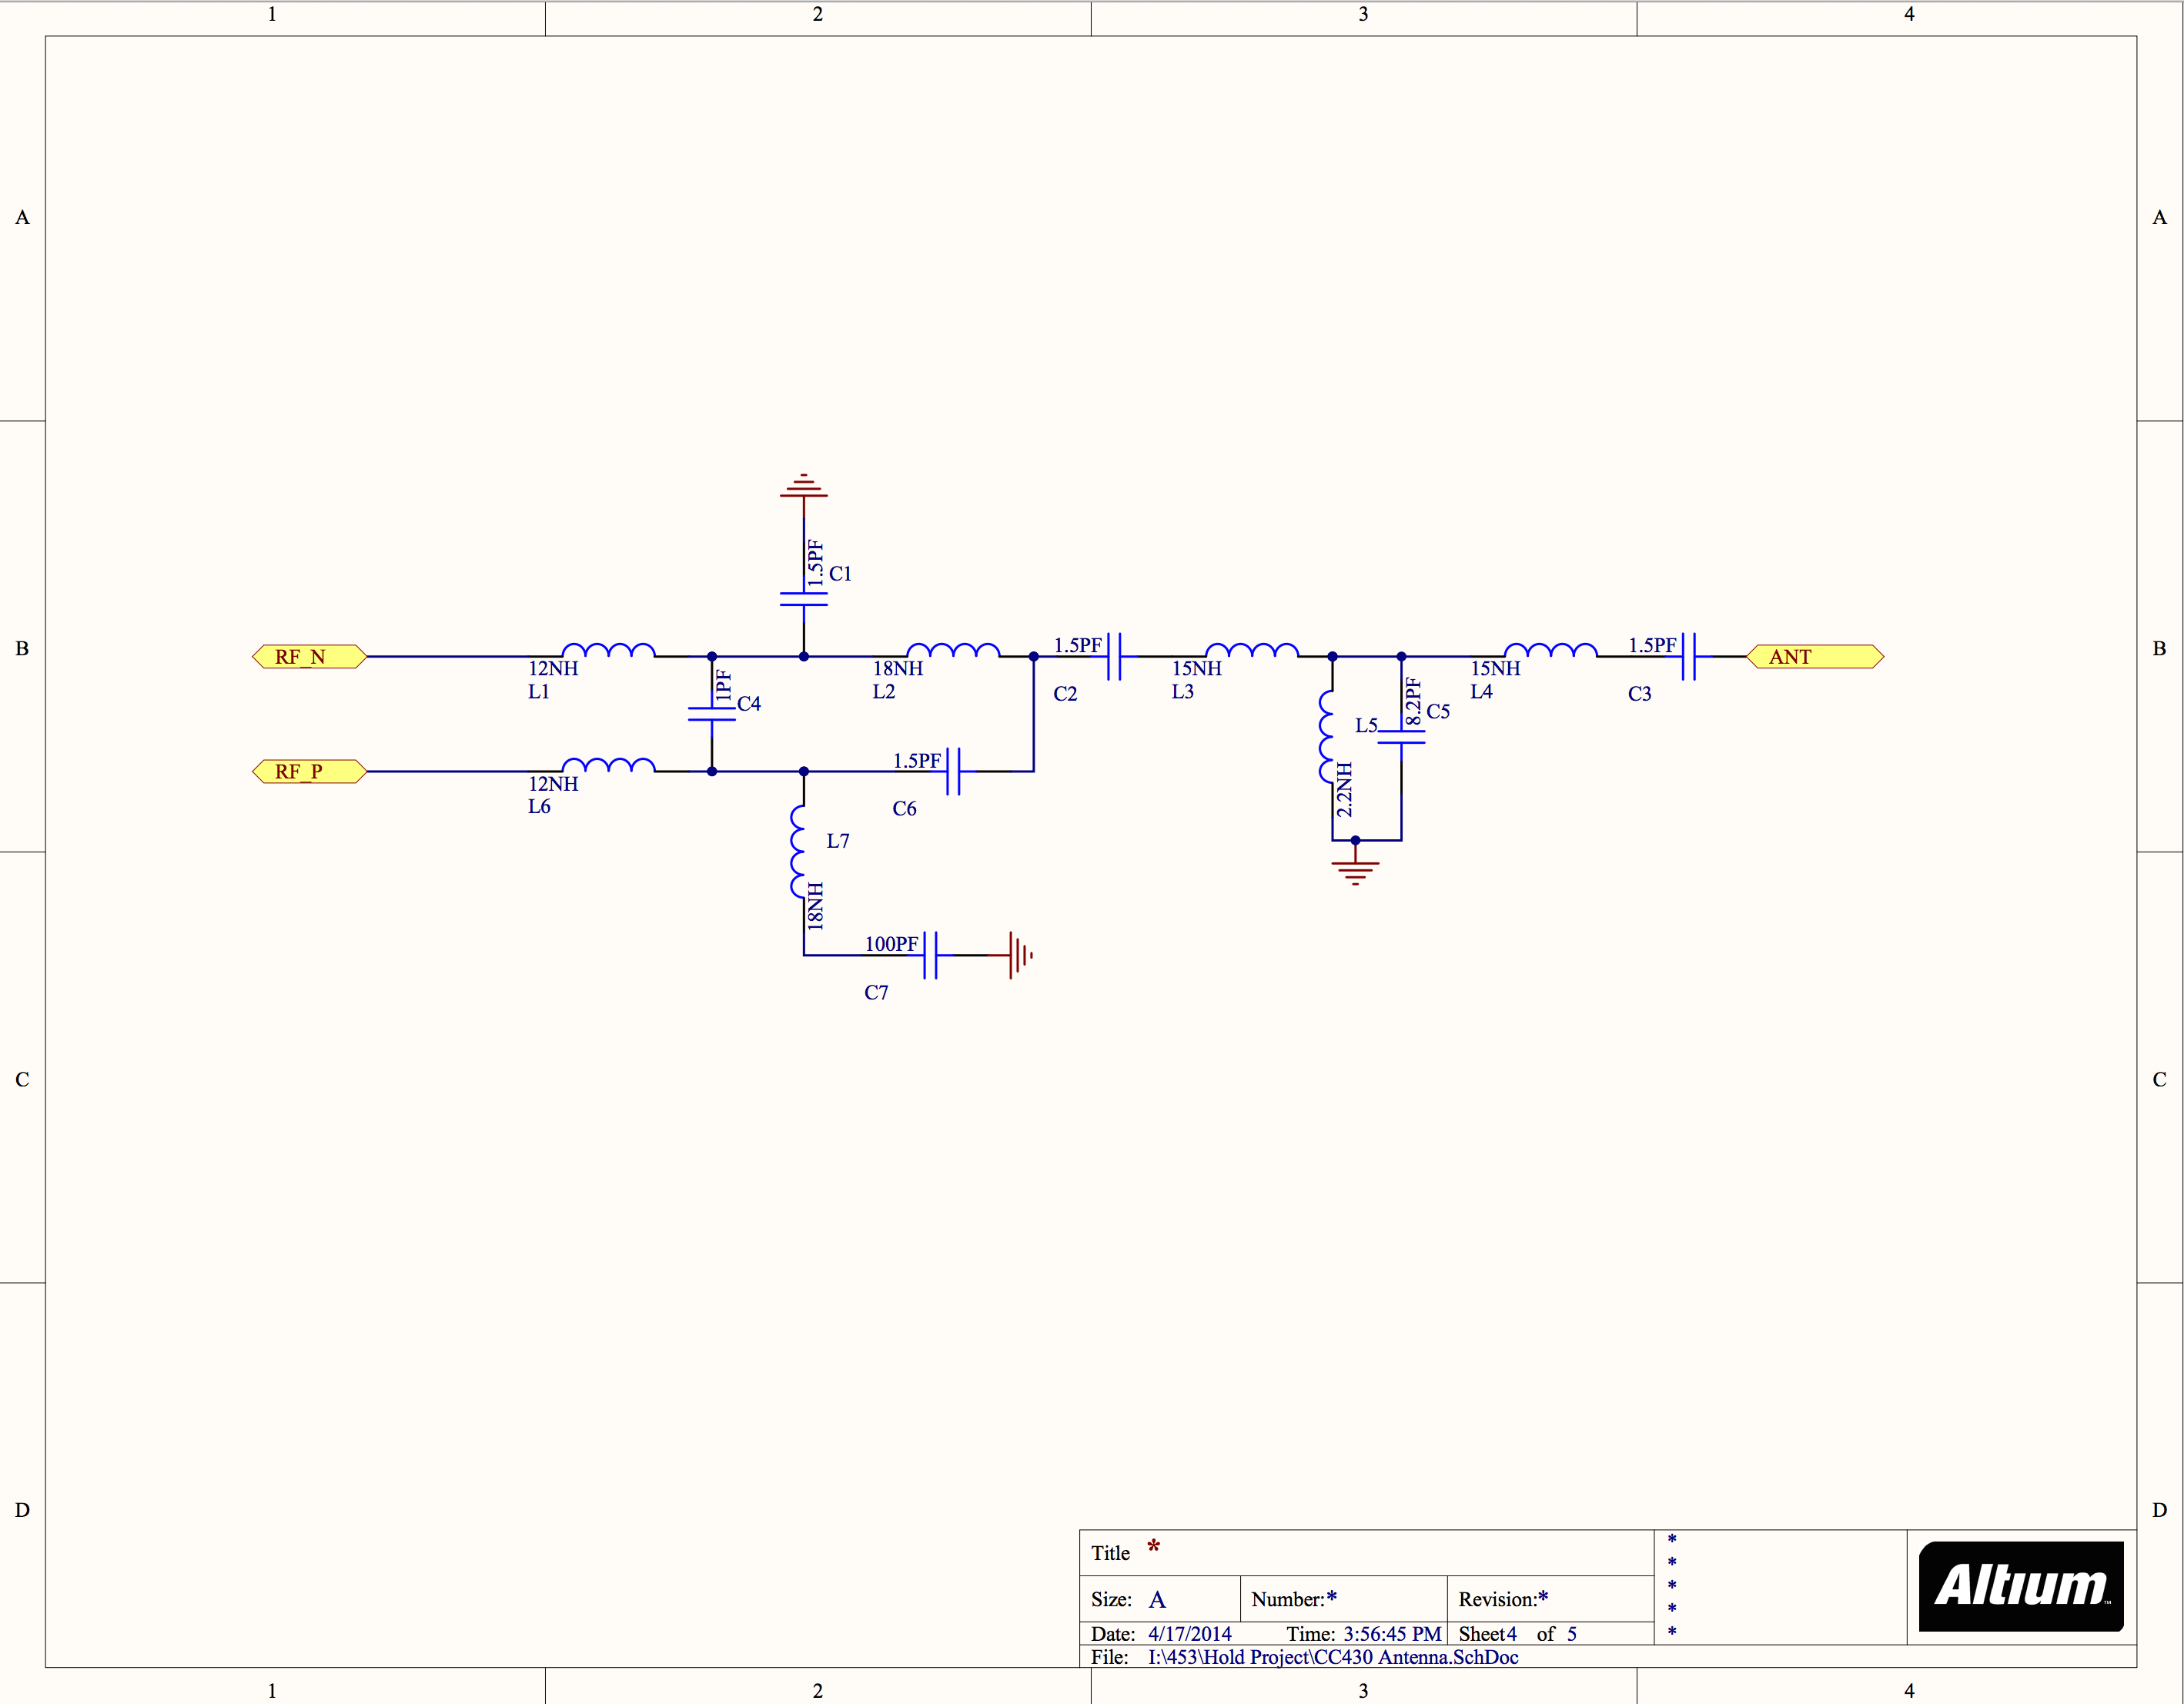 1 2 3 4
A A
1.5PF
C1
B B
RF_N
12NH
L1
1PF
C4
18NH
L2
1.5PF
C2
15NH
L3
15NH
L4
1.5PF
C3
ANT
L5
2.2NH
8.2PF
C5
RF_P
12NH
L6
1.5PF
C6
L7
18NH
100PF
C7
C C
D D
Title *
*
*
*
*
*
Altium™
Size: A Number:* Revision:*
Date: 4/17/2014 Time: 3:56:45 PM Sheet4 of 5
File: I:\453\Hold Project\CC430 Antenna.SchDoc
1 2 3 4